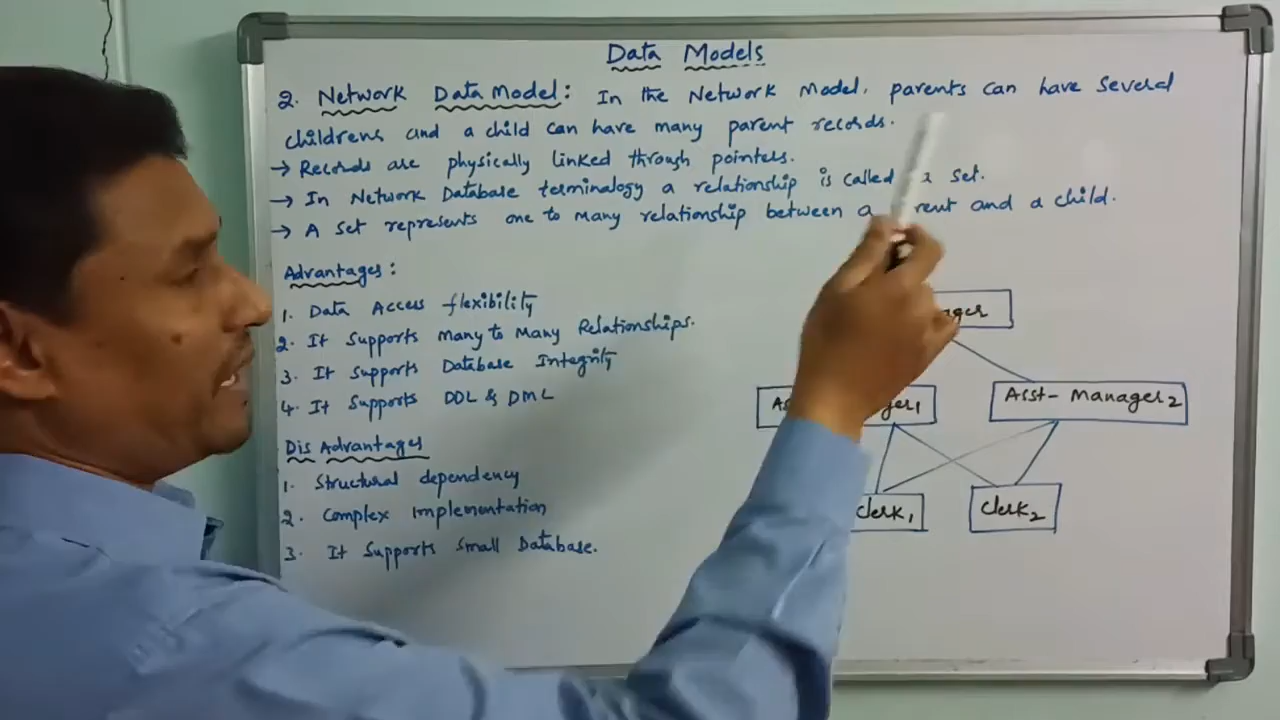 Data Models
2. Network Data Model: In the Network Model, parents can have several
childrens and a child can have many parent records.
→ Records are physically linked through pointers.
→ In Network Database terminalogy a relationship is called a set.
→ A set represents one to many relationship between a and a child.
Advantages:
1. Data Access flexibility
2. It supports many to Many Relationships.
3. It supports Database Integrity
4. It supports DDL & DML
Dis Advantages
1. Structural dependency
2. Complex implementation
3. It supports small Database.
Asst- Manager2
Clerk1
Clerk2